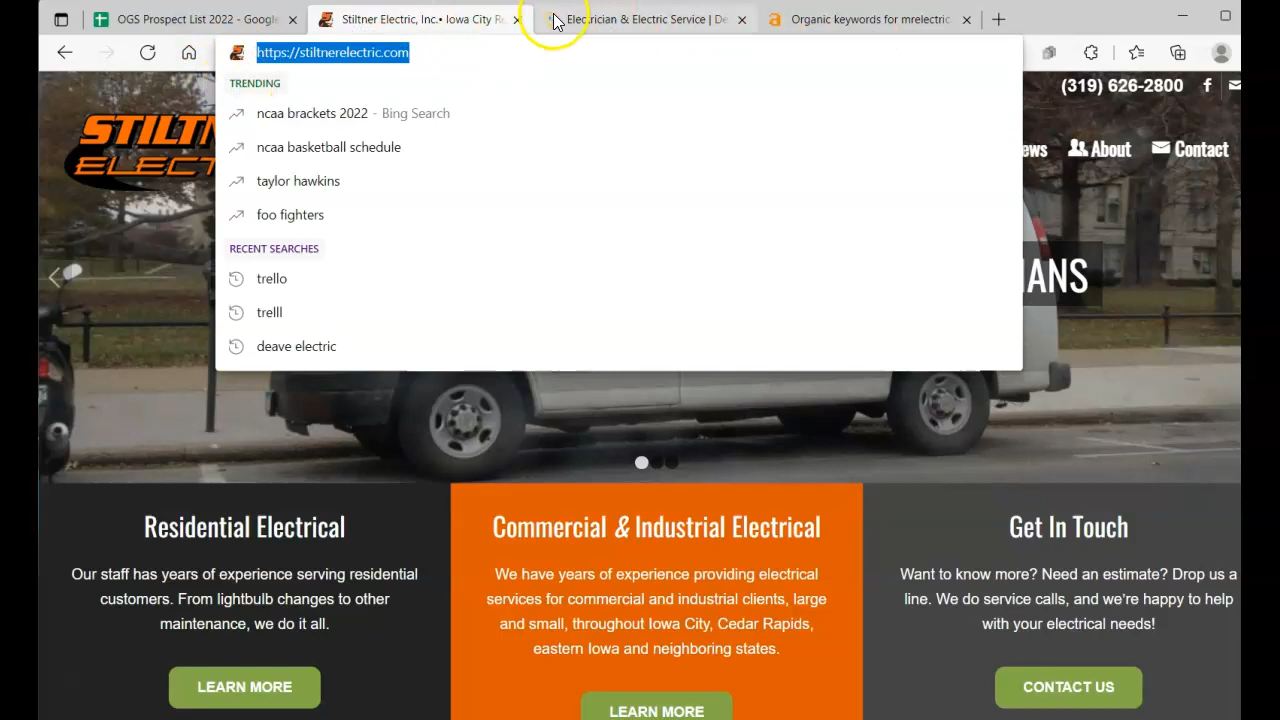 OGS Prospect List 2022 - Google
Stiltner Electric, Inc.• Iowa City R
Electrician & Electric Service | De
Organic keywords for mrelectric.
https://stiltnerelectric.com
TRENDING
ncaa brackets 2022 - Bing Search
ncaa basketball schedule
taylor hawkins
foo fighters
RECENT SEARCHES
trello
trelll
deave electric
(319) 626-2800
STILTN
ELECT
ews
About
Contact
IANS
Residential Electrical
Our staff has years of experience serving residential
customers. From lightbulb changes to other
maintenance, we do it all.
LEARN MORE
Commercial & Industrial Electrical
We have years of experience providing electrical
services for commercial and industrial clients, large
and small, throughout Iowa City, Cedar Rapids,
eastern Iowa and neighboring states.
LEARN MORE
Get In Touch
Want to know more? Need an estimate? Drop us a
line. We do service calls, and we're happy to help
with your electrical needs!
CONTACT US